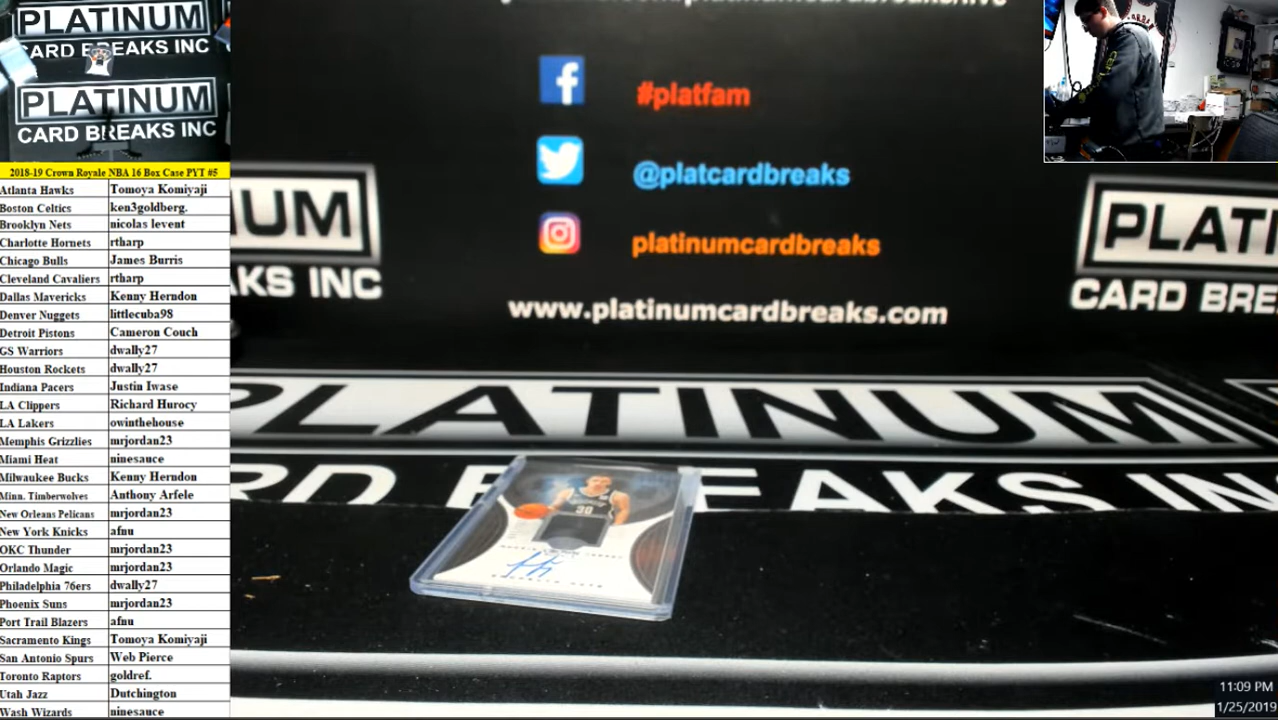 PLATINUM
CARD BREAKS INC
PLATINUM
CARD BREAKS INC
2018-19 Crown Royale NBA 16 Box Case PYT #5
Atlanta Hawks Tomoya Komiyaji
Boston Celtics ken3goldberg.
Brooklyn Nets nicolas levent
Charlotte Hornets rtharp
Chicago Bulls James Burris
Cleveland Cavaliers rtharp
Dallas Mavericks Kenny Herndon
Denver Nuggets littlecuba98
Detroit Pistons Cameron Couch
GS Warriors dwally27
Houston Rockets dwally27
Indiana Pacers Justin Iwase
LA Clippers Richard Hurocy
LA Lakers owinthehouse
Memphis Grizzlies mrjordan23
Miami Heat ninesauce
Milwaukee Bucks Kenny Herndon
Minn. Timberwolves Anthony Arfele
New Orleans Pelicans mrjordan23
New York Knicks afnu
OKC Thunder mrjordan23
Orlando Magic mrjordan23
Philadelphia 76ers dwally27
Phoenix Suns mrjordan23
Port Trail Blazers afnu
Sacramento Kings Tomoya Komiyaji
San Antonio Spurs Web Pierce
Toronto Raptors goldref.
Utah Jazz Dutchington
Wash Wizards ninesauce
#platfam
@platcardbreaks
platinumcardbreaks
www.platinumcardbreaks.com
UM
KS INC
PLATI
CARD BRE
PLATINUM
RD BREAKS IN
30
11:09 PM
1/25/2019